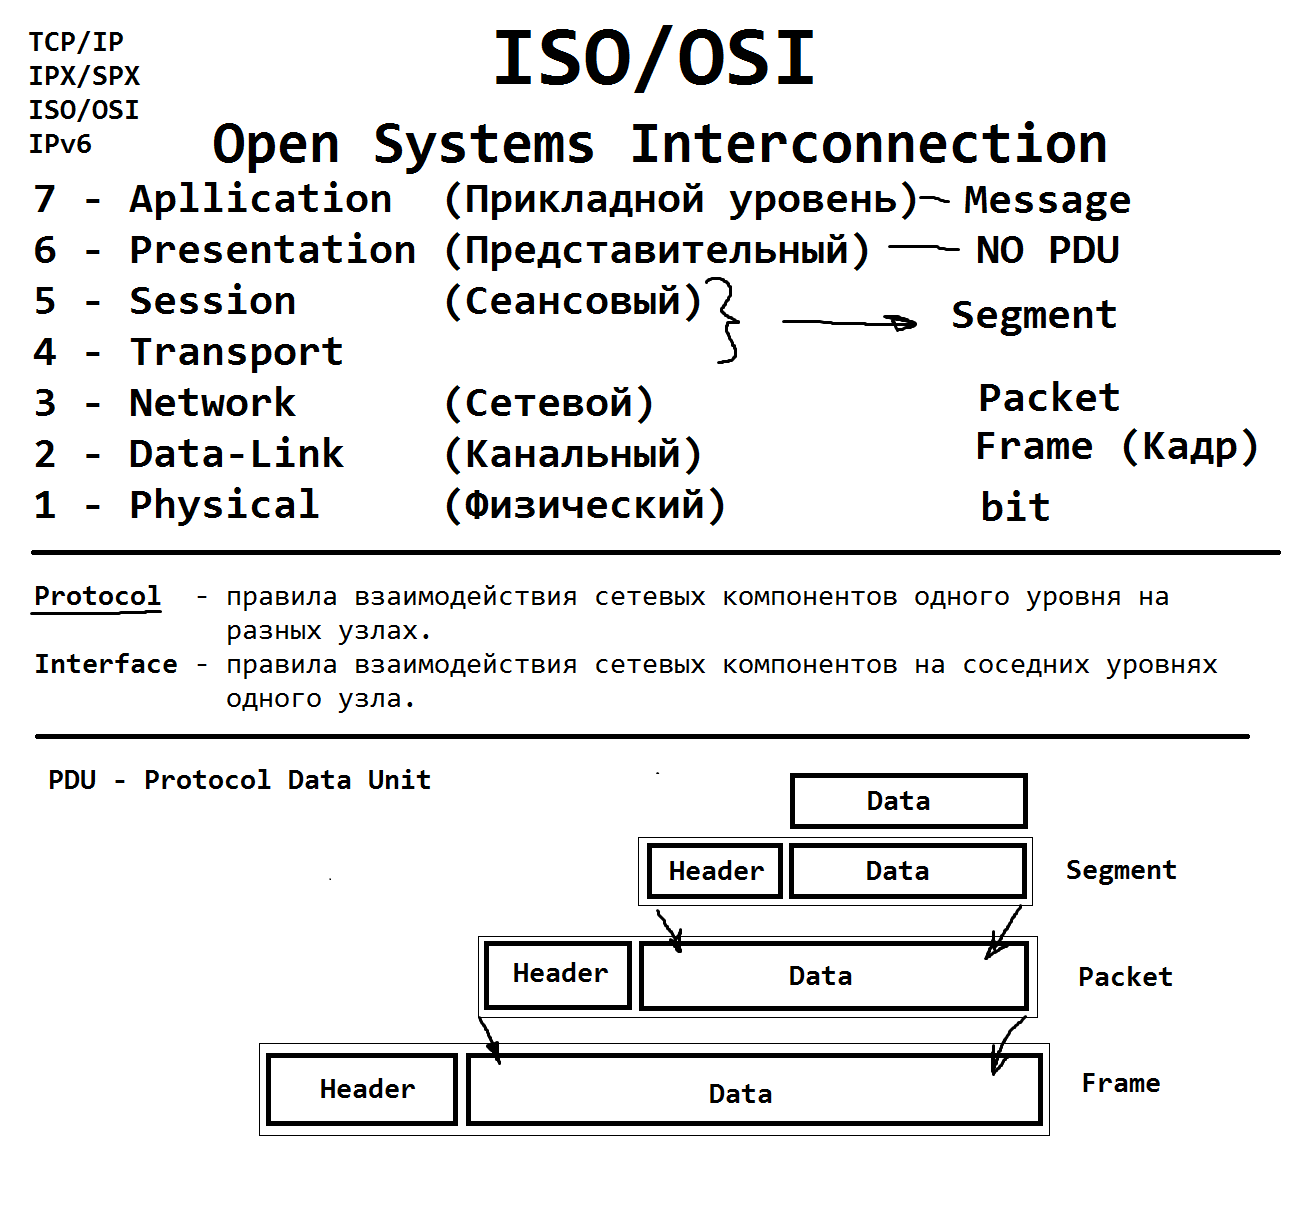 TCP/IP
IPX/SPX
ISO/OSI
IPv6
ISO/OSI
Open Systems Interconnection
7 - Apllication (Прикладной уровень) Message
6 - Presentation (Представительный) NO PDU
5 - Session (Сеансовый)
Segment
4 - Transport
3 - Network (Сетевой) Packet
2 - Data-Link (Канальный) Frame (Кадр)
1 - Physical (Физический) bit
Protocol - правила взаимодействия сетевых компонентов одного уровня на
разных узлах.
Interface - правила взаимодействия сетевых компонентов на соседних уровнях
одного узла.
PDU - Protocol Data Unit
Data
Header Data Segment
Header Data Packet
Header Data Frame